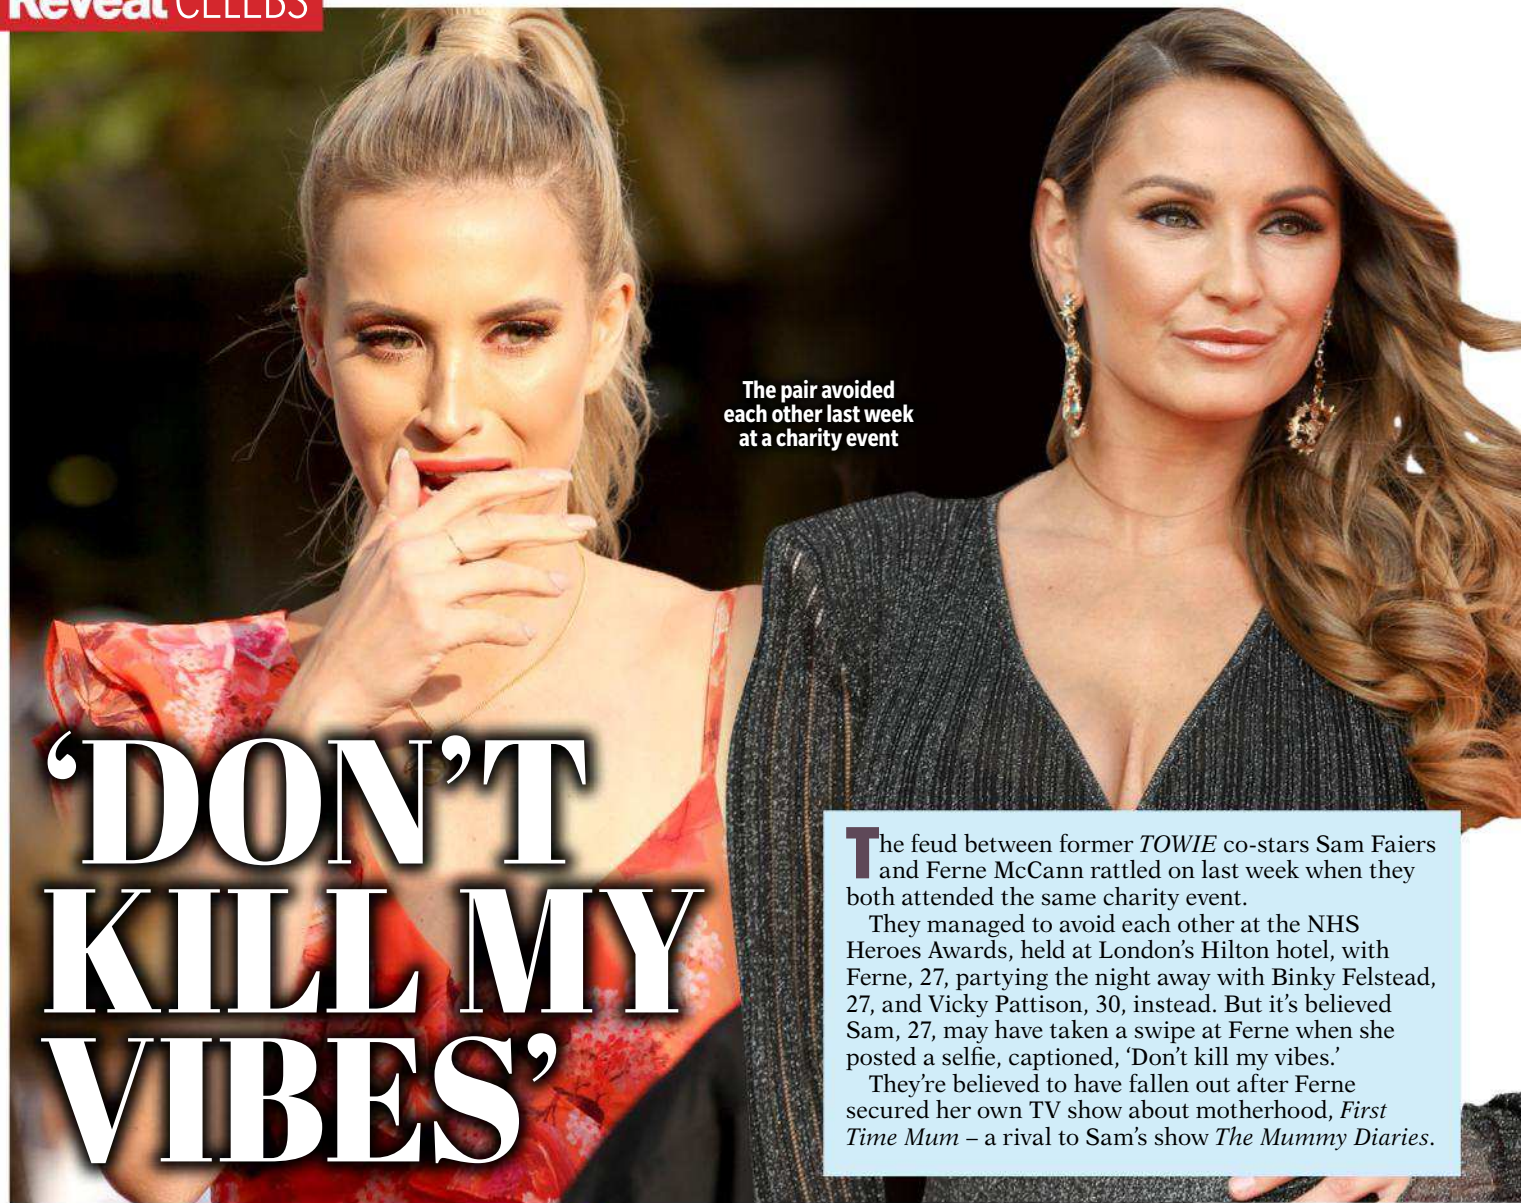 Reveal CELEBS
The pair avoided
each other last week
at a charity event
‘DON’T
KILL MY
VIBES’
The feud between former TOWIE co-stars Sam Faiers
and Ferne McCann rattled on last week when they
both attended the same charity event.
They managed to avoid each other at the NHS
Heroes Awards, held at London’s Hilton hotel, with
Ferne, 27, partying the night away with Binky Felstead,
27, and Vicky Pattison, 30, instead. But it’s believed
Sam, 27, may have taken a swipe at Ferne when she
posted a selfie, captioned, ‘Don’t kill my vibes.’
They’re believed to have fallen out after Ferne
secured her own TV show about motherhood, First
Time Mum – a rival to Sam’s show The Mummy Diaries.